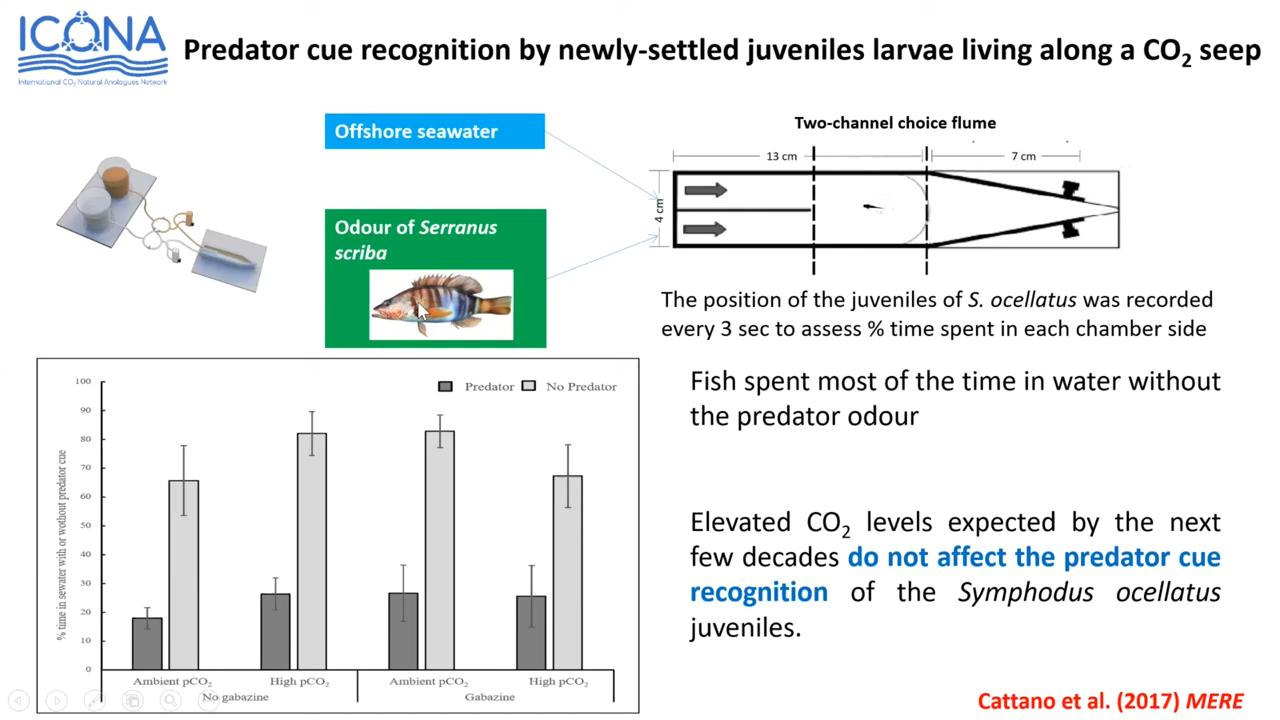 ICONA
International CO₂ Natural Analogues Network
Predator cue recognition by newly-settled juveniles larvae living along a CO₂ seep
Offshore seawater
Odour of Serranus
scriba
Two-channel choice flume
13 cm
7 cm
4 cm
The position of the juveniles of S. ocellatus was recorded
every 3 sec to assess % time spent in each chamber side
Fish spent most of the time in water without
the predator odour
Elevated CO₂ levels expected by the next
few decades do not affect the predator cue
recognition of the Symphodus ocellatus
juveniles.
% time in sewater with or wothout predator cue
100
90
80
70
60
50
40
30
20
10
0
Predator
No Predator
Ambient pCO₂
High pCO₂
Ambient pCO₂
High pCO₂
No gabazine
Gabazine
Cattano et al. (2017) MERE